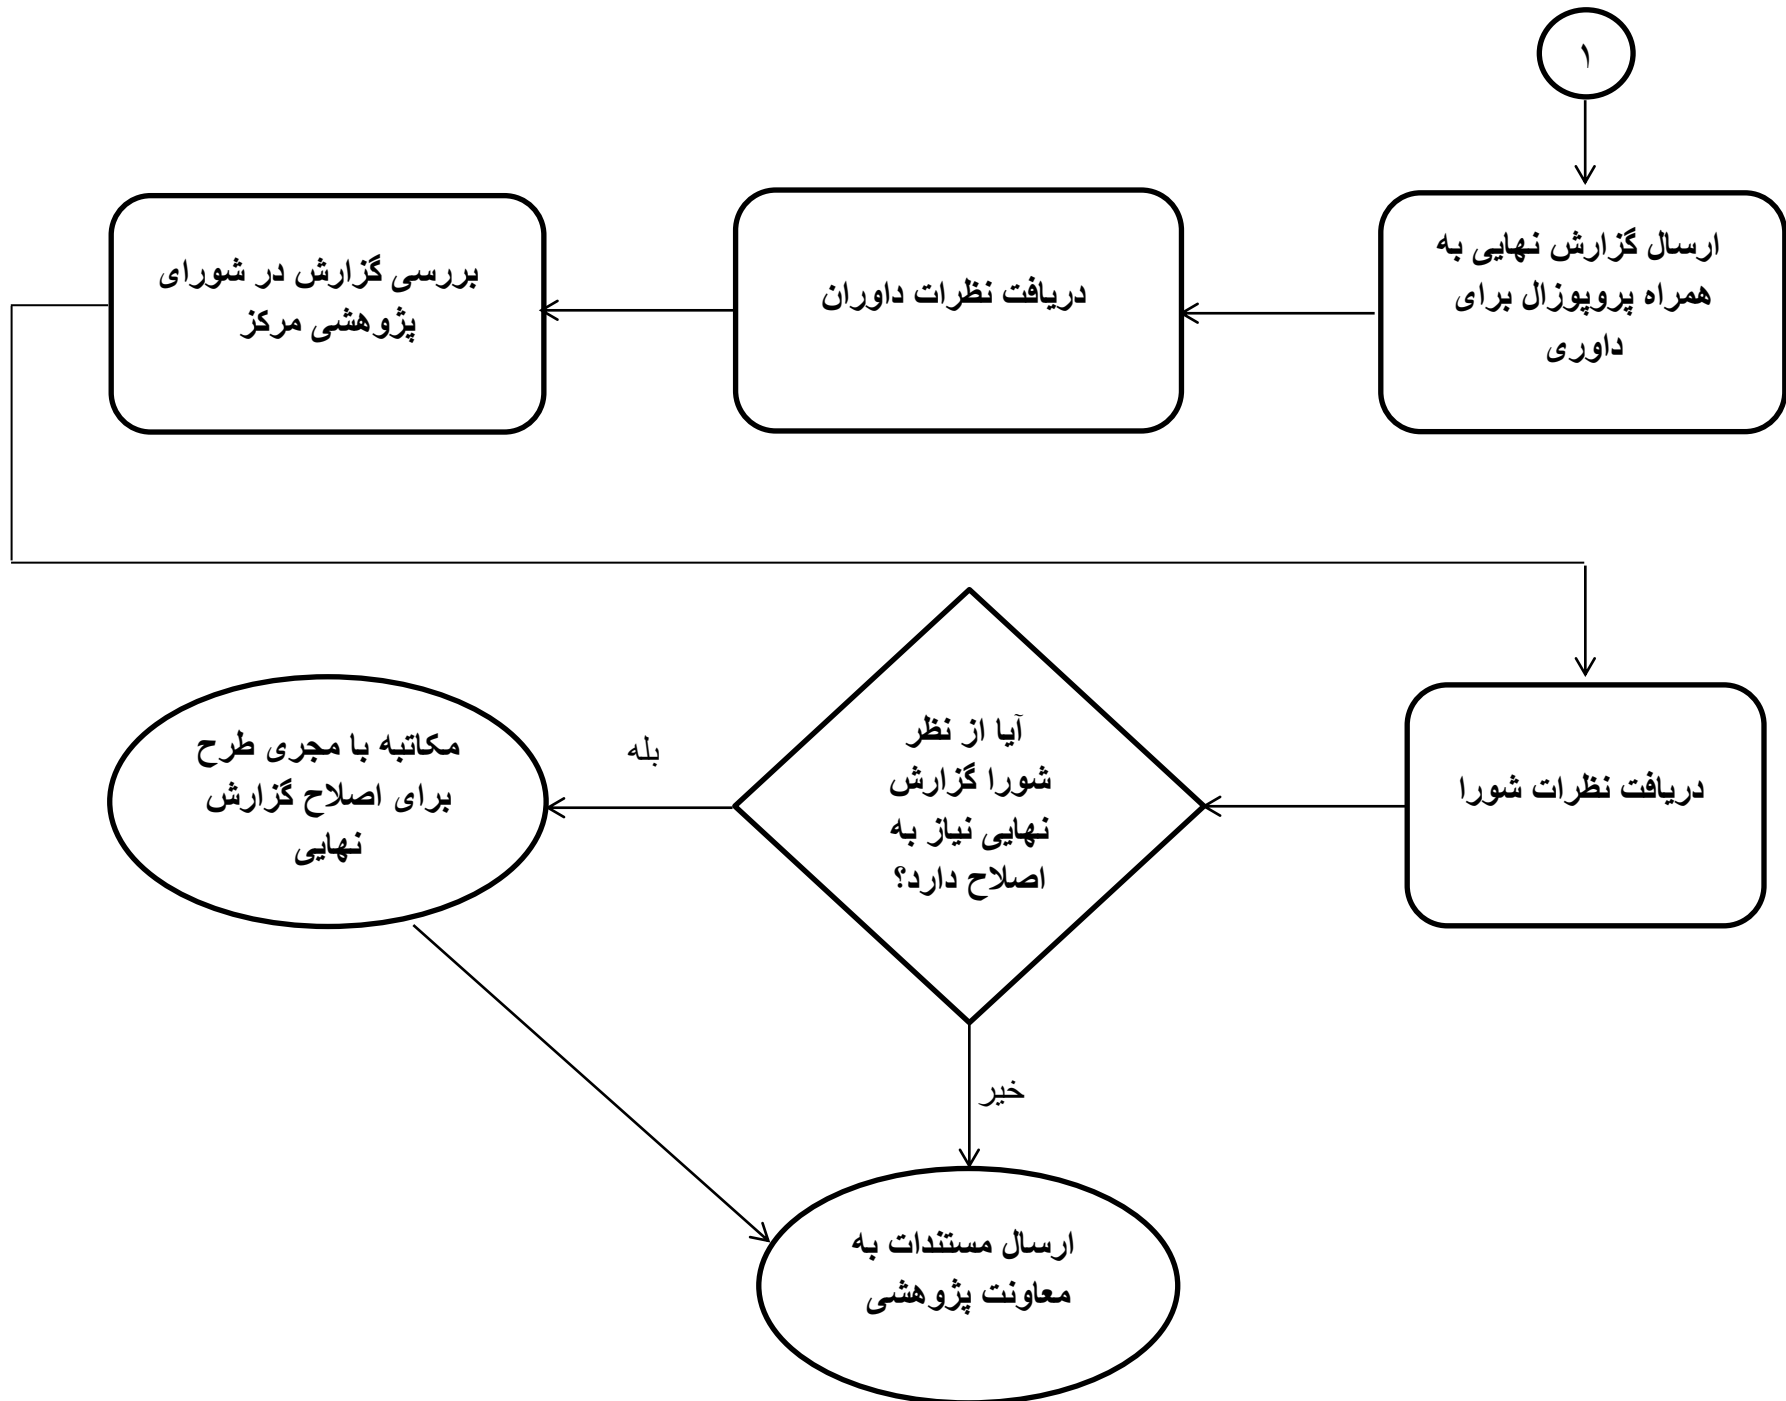 ۱
ارسال گزارش نهایی به
همراه پروپوزال برای
داوری
دریافت نظرات داوران
بررسی گزارش در شورای
پژوهشی مرکز
دریافت نظرات شورا
آیا از نظر
شورا گزارش
نهایی نیاز به
اصلاح دارد؟
بله
مکاتبه با مجری طرح
برای اصلاح گزارش
نهایی
خیر
ارسال مستندات به
معاونت پژوهشی